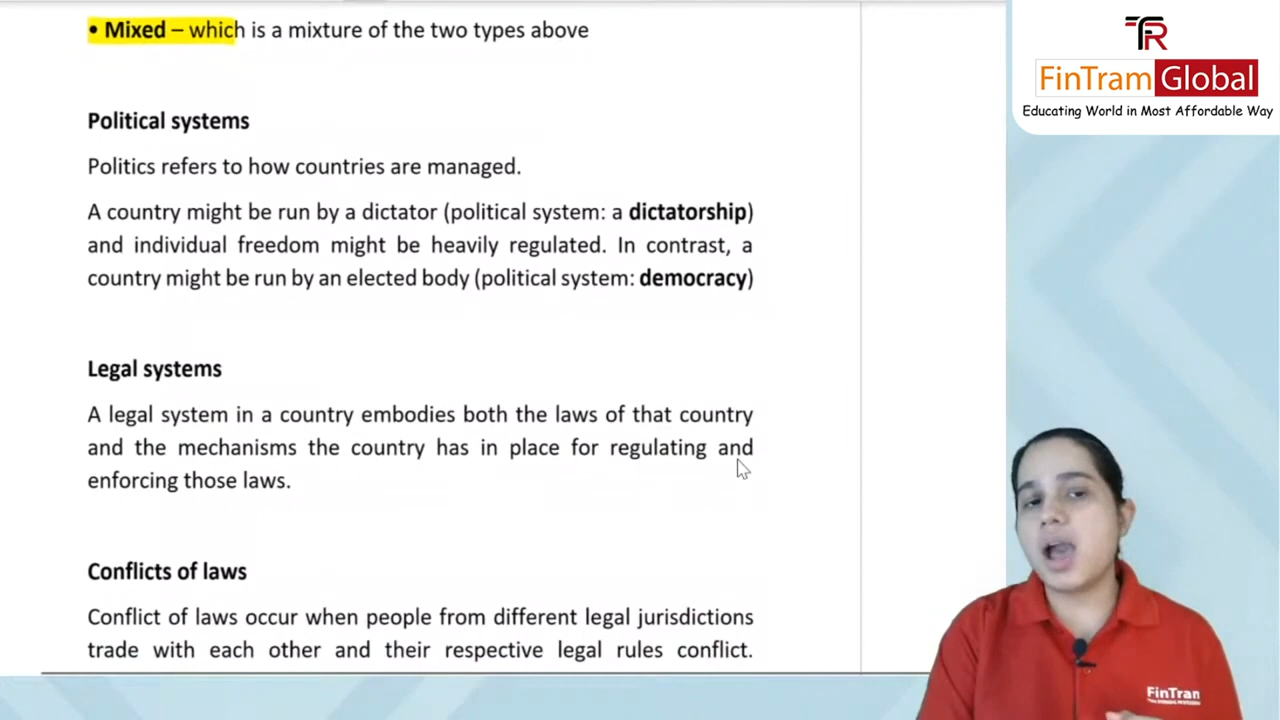 • Mixed – which is a mixture of the two types above
Political systems
Politics refers to how countries are managed.
A country might be run by a dictator (political system: a dictatorship)
and individual freedom might be heavily regulated. In contrast, a
country might be run by an elected body (political system: democracy)
Legal systems
A legal system in a country embodies both the laws of that country
and the mechanisms the country has in place for regulating and
enforcing those laws.
Conflicts of laws
Conflict of laws occur when people from different legal jurisdictions
trade with each other and their respective legal rules conflict.
FinTram Global
Educating World in Most Affordable Way
FinTran